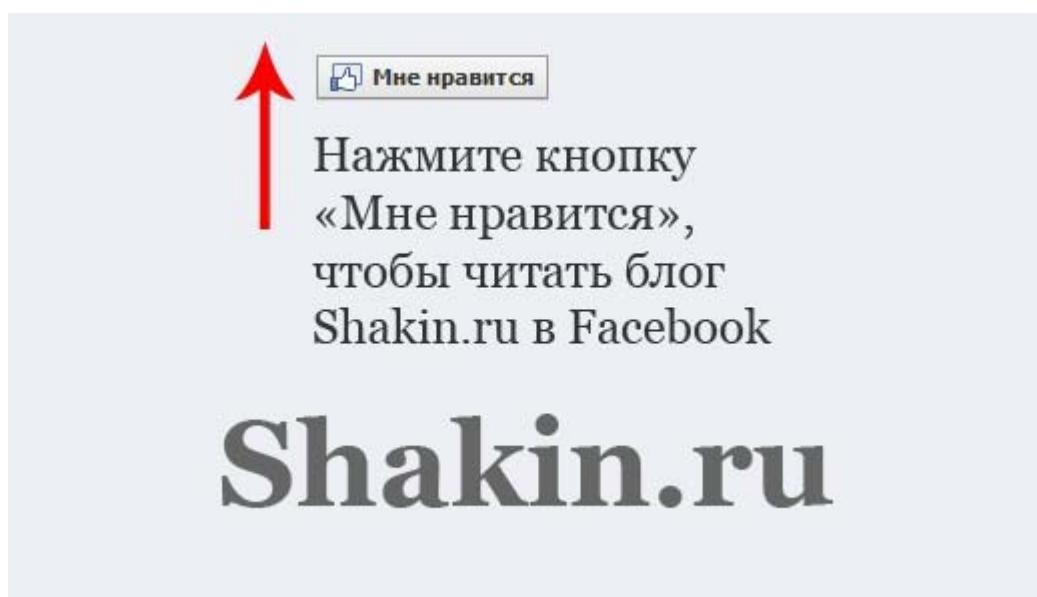 Мне нравится
Нажмите кнопку
«Мне нравится»,
чтобы читать блог
Shakin.ru в Facebook
Shakin.ru